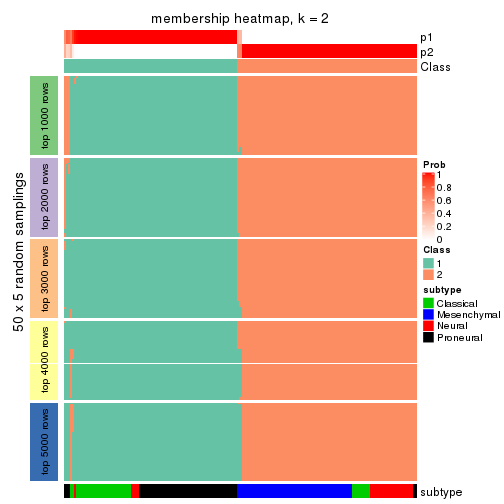 membership heatmap, k = 2
p1
p2
Class
50 x 5 random samplings
top 1000 rows
top 2000 rows
top 3000 rows
top 4000 rows
top 5000 rows
Prob
1
0.8
0.6
0.4
0.2
0
Class
1
2
subtype
Classical
Mesenchymal
Neural
Proneural
subtype